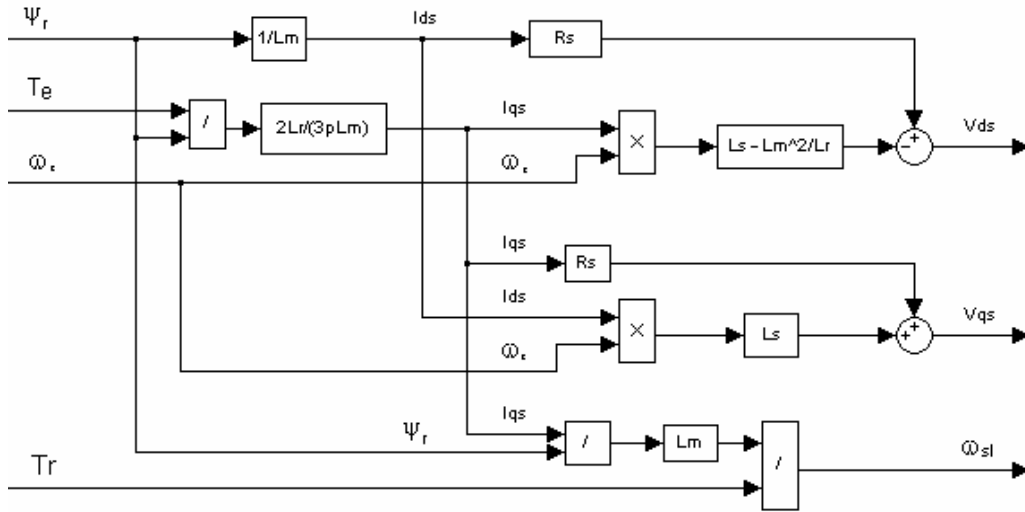 Ψr
Ids
1/Lm
Rs
Te
Iqs
/
2Lr/(3pLm)
×
Ls - Lm^2/Lr
+
−
Vds
ωe
ωe
Iqs
Rs
Ids
×
Ls
+
+
Vqs
ωe
Iqs
Ψr
/
Lm
/
ωsl
Tr